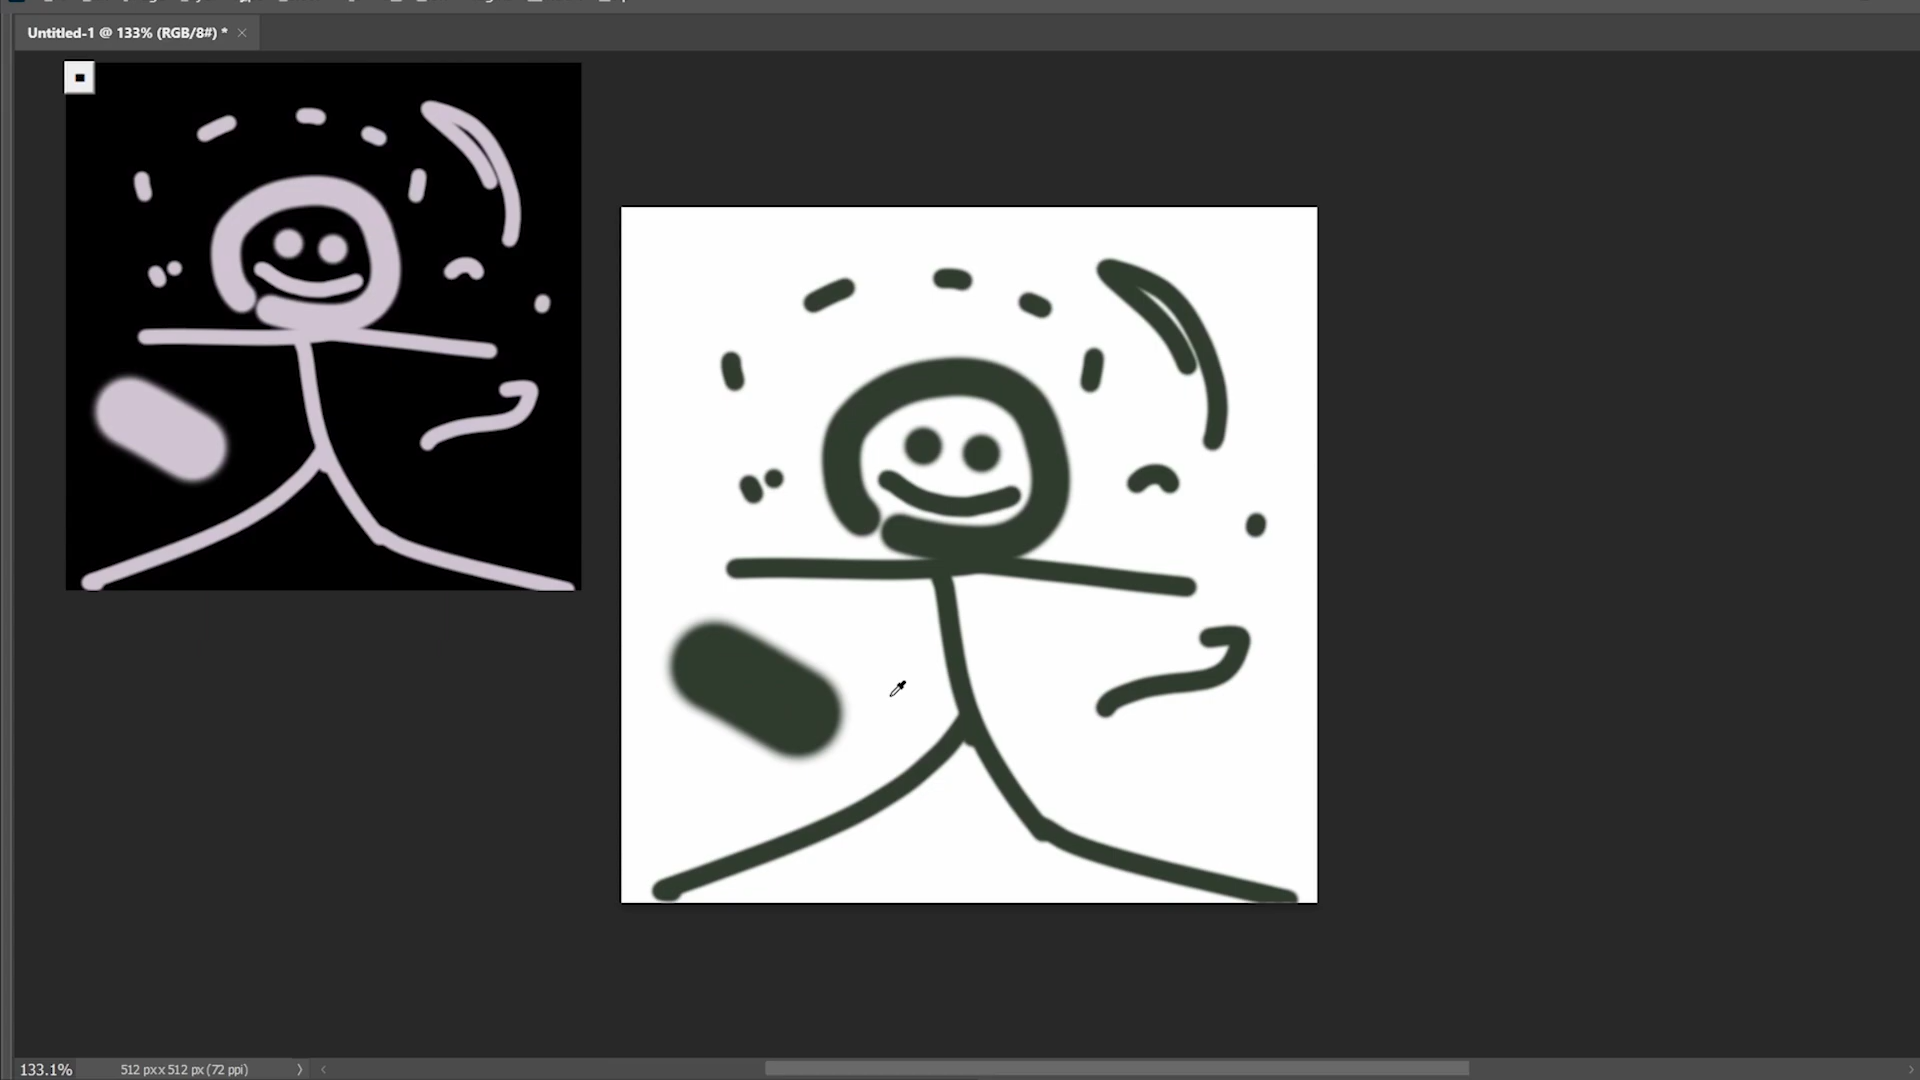 Untitled-1 @ 133% (RGB/8#) *
133.1%
512 px x 512 px (72 ppi)